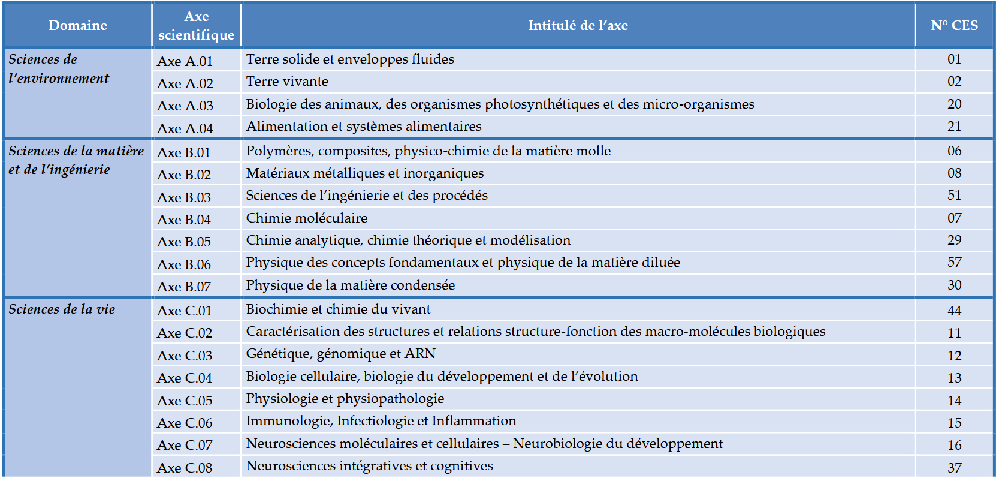 Domaine
Axe
scientifique
Intitulé de l’axe
N° CES
Sciences de
l’environnement
Axe A.01 Terre solide et enveloppes fluides 01
Axe A.02 Terre vivante 02
Axe A.03 Biologie des animaux, des organismes photosynthétiques et des micro-organismes 20
Axe A.04 Alimentation et systèmes alimentaires 21
Sciences de la matière
et de l’ingénierie
Axe B.01 Polymères, composites, physico-chimie de la matière molle 06
Axe B.02 Matériaux métalliques et inorganiques 08
Axe B.03 Sciences de l’ingénierie et des procédés 51
Axe B.04 Chimie moléculaire 07
Axe B.05 Chimie analytique, chimie théorique et modélisation 29
Axe B.06 Physique des concepts fondamentaux et physique de la matière diluée 57
Axe B.07 Physique de la matière condensée 30
Sciences de la vie
Axe C.01 Biochimie et chimie du vivant 44
Axe C.02 Caractérisation des structures et relations structure-fonction des macro-molécules biologiques 11
Axe C.03 Génétique, génomique et ARN 12
Axe C.04 Biologie cellulaire, biologie du développement et de l’évolution 13
Axe C.05 Physiologie et physiopathologie 14
Axe C.06 Immunologie, Infectiologie et Inflammation 15
Axe C.07 Neurosciences moléculaires et cellulaires – Neurobiologie du développement 16
Axe C.08 Neurosciences intégratives et cognitives 37